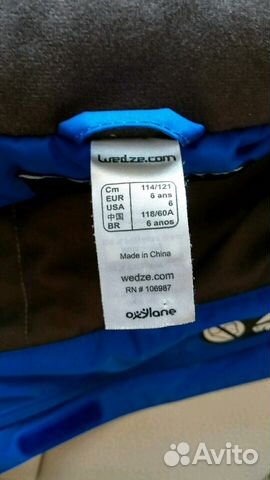 wedze.com
Cm 114/121
EUR 6 ans
USA 6
中国 118/60A
BR 6 anos
Made in China
wedze.com
RN # 106987
oxylane
Avito